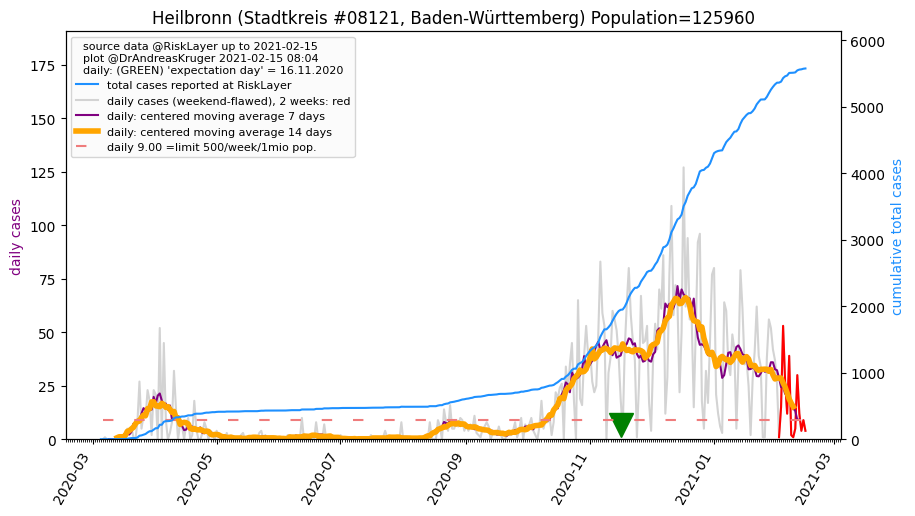 Heilbronn (Stadtkreis #08121, Baden-Württemberg) Population=125960
source data @RiskLayer up to 2021-02-15
plot @DrAndreasKruger 2021-02-15 08:04
daily: (GREEN) 'expectation day' = 16.11.2020
total cases reported at RiskLayer
daily cases (weekend-flawed), 2 weeks: red
daily: centered moving average 7 days
daily: centered moving average 14 days
daily 9.00 =limit 500/week/1mio pop.
daily cases
175
150
125
100
75
50
25
0
cumulative total cases
6000
5000
4000
3000
2000
1000
0
2020-03
2020-05
2020-07
2020-09
2020-11
2021-01
2021-03